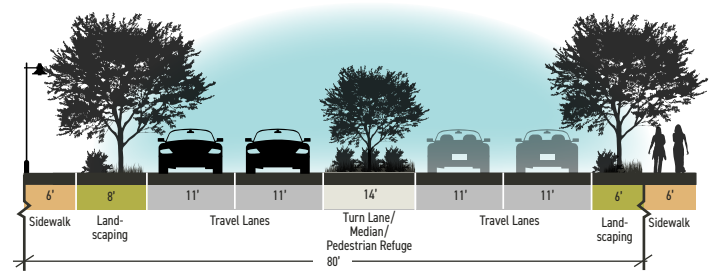 6' 8' 11' 11' 14' 11' 11' 6' 6'
Sidewalk
Land-
scaping
Travel Lanes
Turn Lane/
Median/
Pedestrian Refuge
Travel Lanes
Land-
scaping
Sidewalk
80'